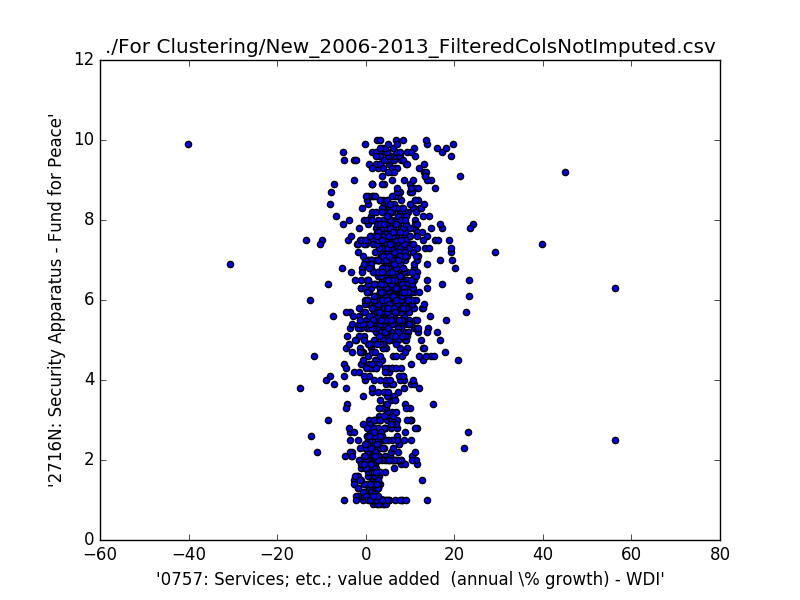 ./For Clustering/New_2006-2013_FilteredColsNotImputed.csv
12
10
8
6
4
2
0
'2716N: Security Apparatus - Fund for Peace'
−60 −40 −20 0 20 40 60 80
'0757: Services; etc.; value added  (annual \% growth) - WDI'